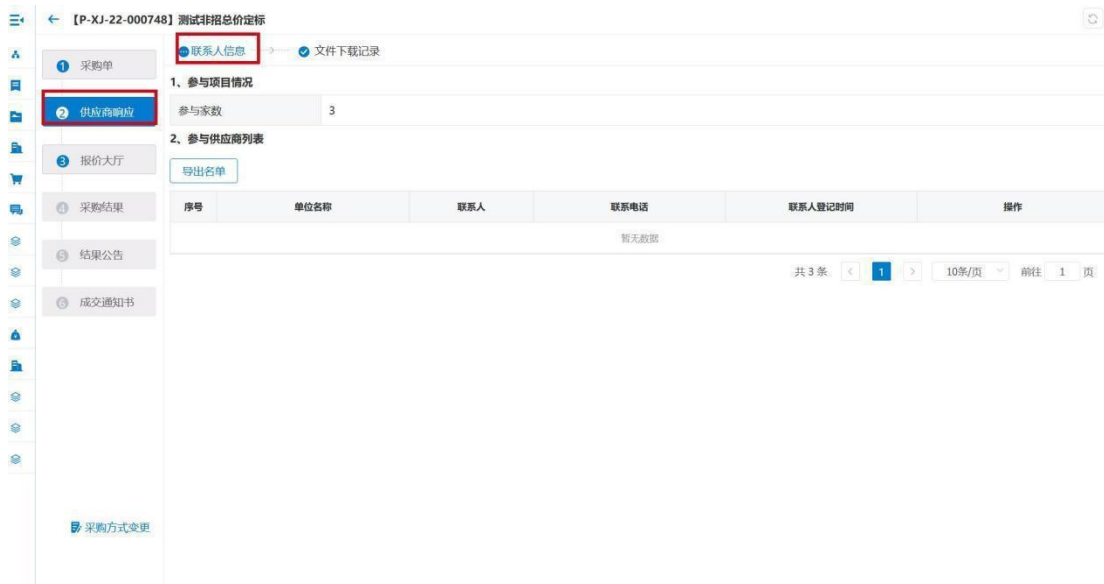 【P-XJ-22-000748】测试非招总价定标
1 采购单
2 供应商响应
3 报价大厅
4 采购结果
5 结果公告
6 成交通知书
采购方式变更
联系人信息 > 文件下载记录
1、参与项目情况
参与家数 3
2、参与供应商列表
导出名单
序号 单位名称 联系人 联系电话 联系人登记时间 操作
暂无数据
共 3 条 < 1 > 10条/页 前往 1 页